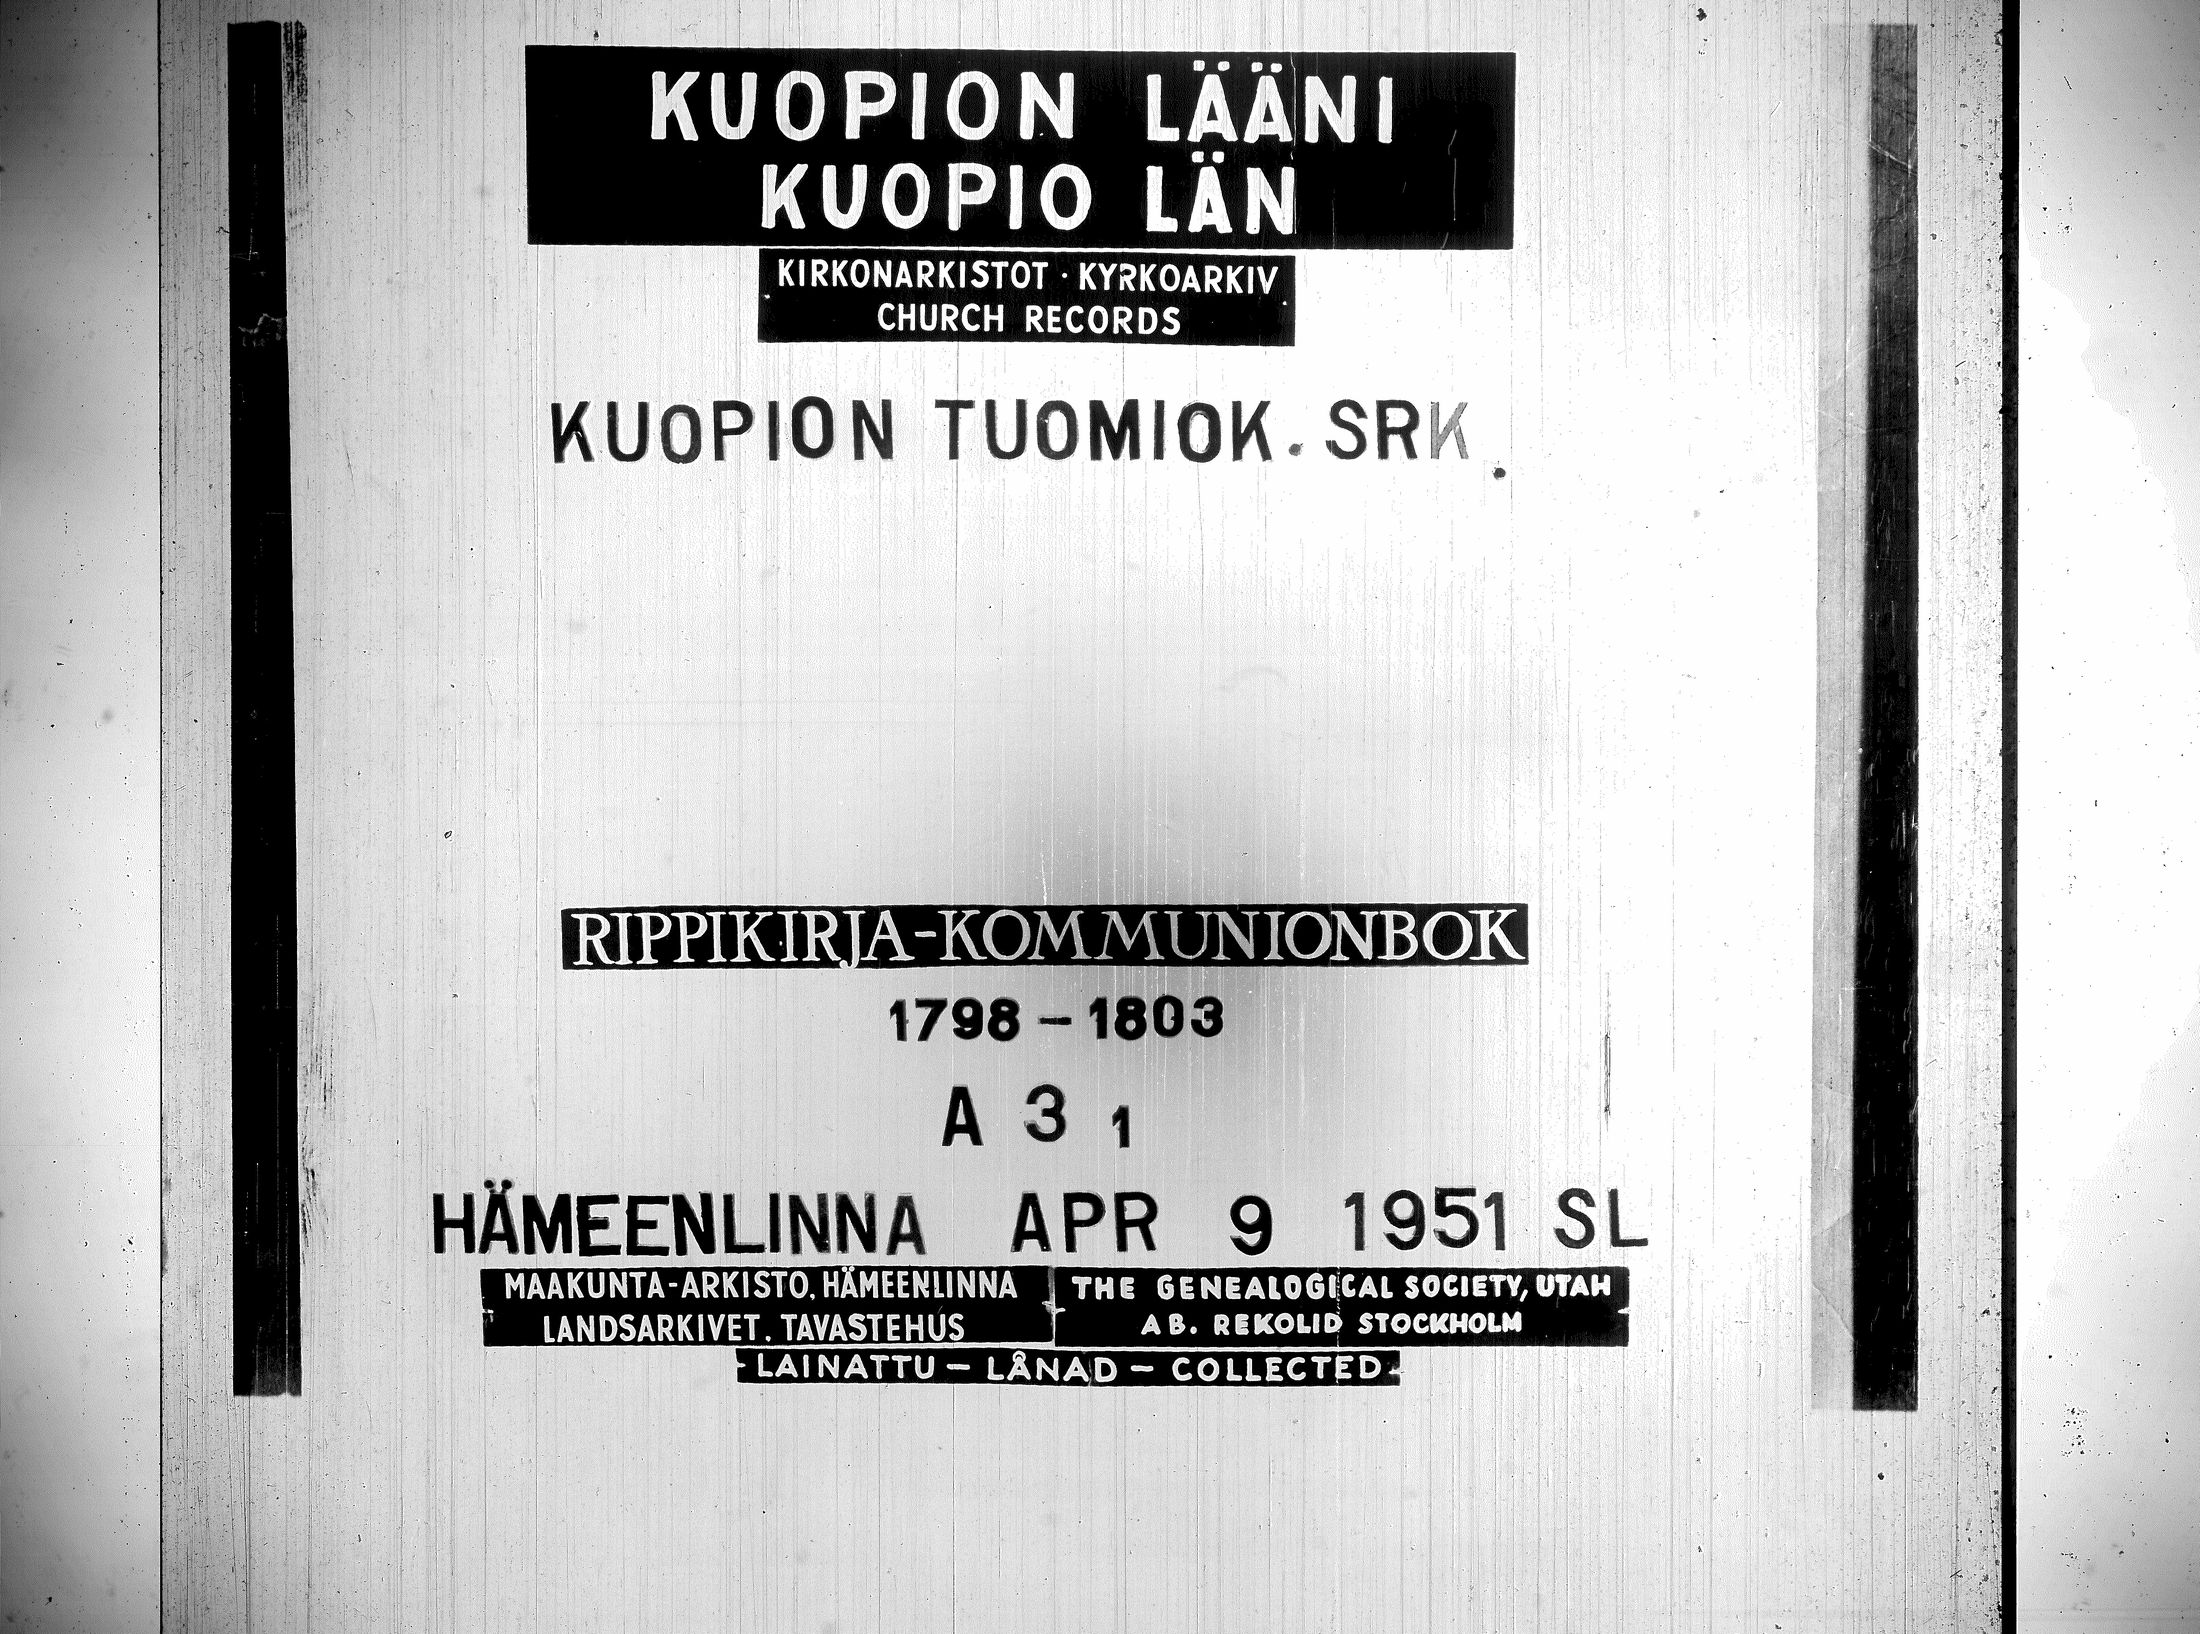 KUOPION LÄÄNI
KUOPIO LÄN
KIRKONARKISTOT · KYRKOARKIV
CHURCH RECORDS
KUOPION TUOMIOK. SRK
RIPPIKIRJA-KOMMUNIONBOK
1798 - 1803
A 3 1
HÄMEENLINNA APR 9 1951 SL
MAAKUNTA-ARKISTO, HÄMEENLINNA
LANDSARKIVET, TAVASTEHUS
THE GENEALOGICAL SOCIETY, UTAH
AB. REKOLID STOCKHOLM
LAINATTU - LÅNAD - COLLECTED